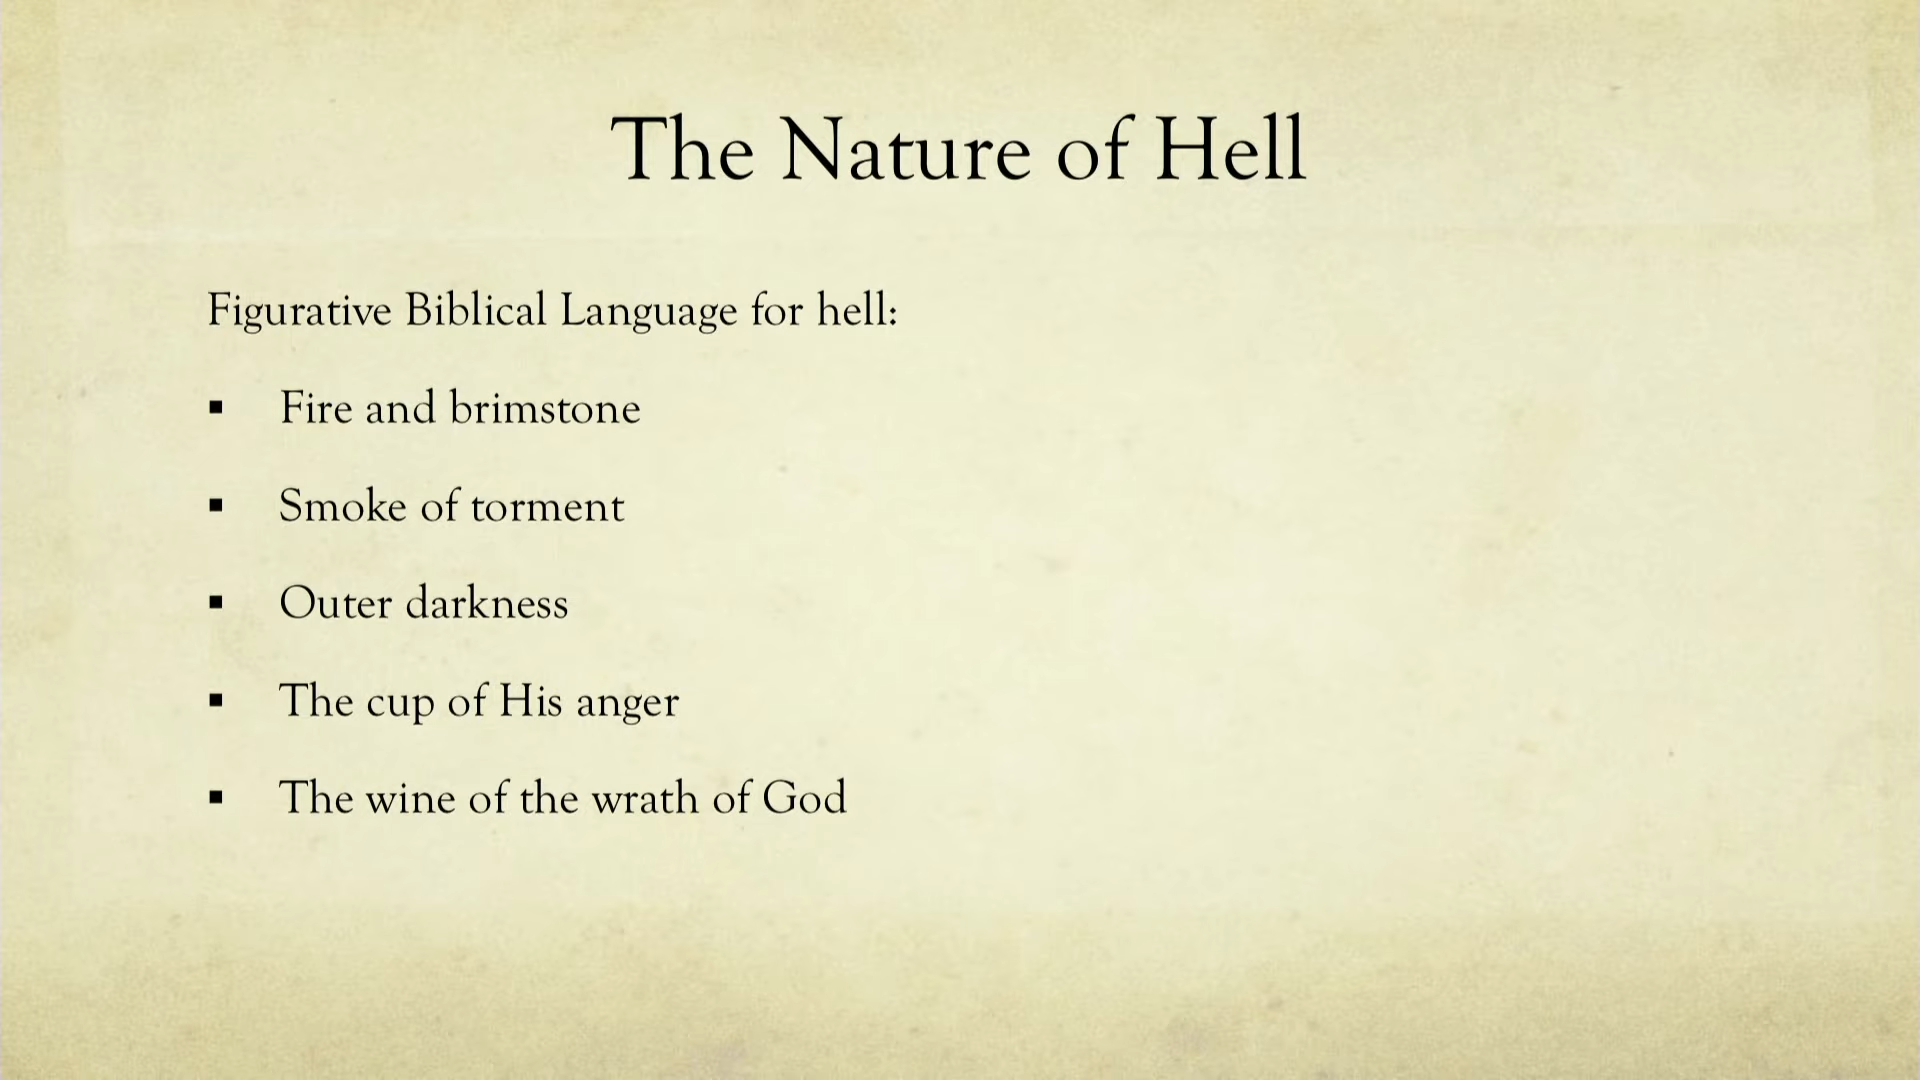 The Nature of Hell
Figurative Biblical Language for hell:
▪ Fire and brimstone
▪ Smoke of torment
▪ Outer darkness
▪ The cup of His anger
▪ The wine of the wrath of God